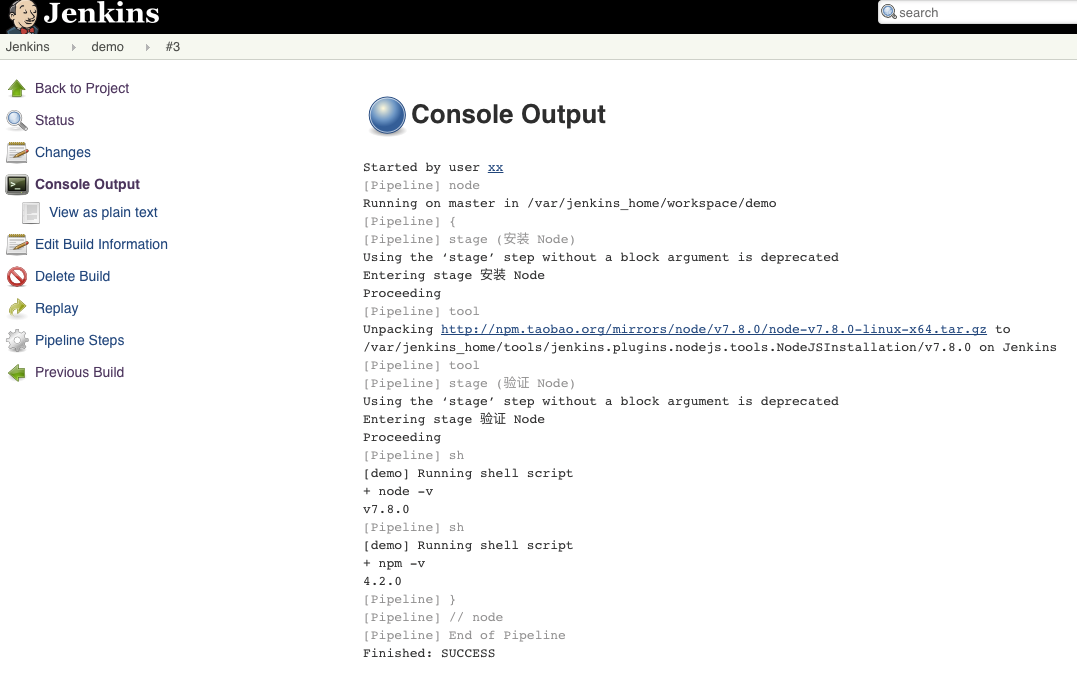 Jenkins
search
Jenkins demo #3
Back to Project
Status
Changes
Console Output
View as plain text
Edit Build Information
Delete Build
Replay
Pipeline Steps
Previous Build
Console Output
Started by user xx
[Pipeline] node
Running on master in /var/jenkins_home/workspace/demo
[Pipeline] {
[Pipeline] stage (安装 Node)
Using the ‘stage’ step without a block argument is deprecated
Entering stage 安装 Node
Proceeding
[Pipeline] tool
Unpacking http://npm.taobao.org/mirrors/node/v7.8.0/node-v7.8.0-linux-x64.tar.gz to
/var/jenkins_home/tools/jenkins.plugins.nodejs.tools.NodeJSInstallation/v7.8.0 on Jenkins
[Pipeline] tool
[Pipeline] stage (验证 Node)
Using the ‘stage’ step without a block argument is deprecated
Entering stage 验证 Node
Proceeding
[Pipeline] sh
[demo] Running shell script
+ node -v
v7.8.0
[Pipeline] sh
[demo] Running shell script
+ npm -v
4.2.0
[Pipeline] }
[Pipeline] // node
[Pipeline] End of Pipeline
Finished: SUCCESS